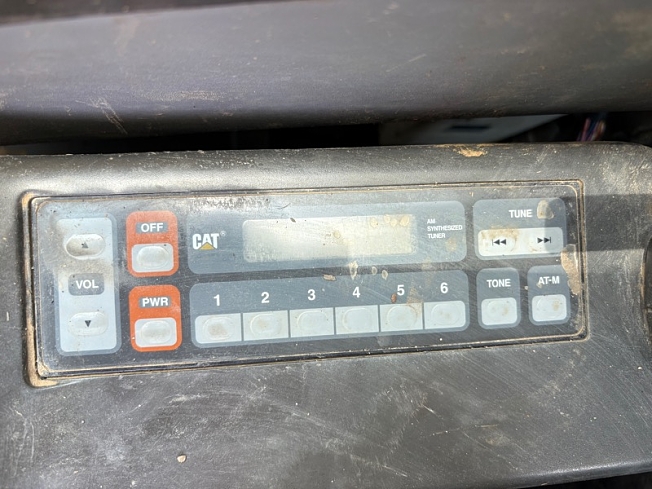 OFF
CAT®
AM
SYNTHESIZED
TUNER
TUNE
VOL
PWR
1 2 3 4 5 6
TONE
AT-M